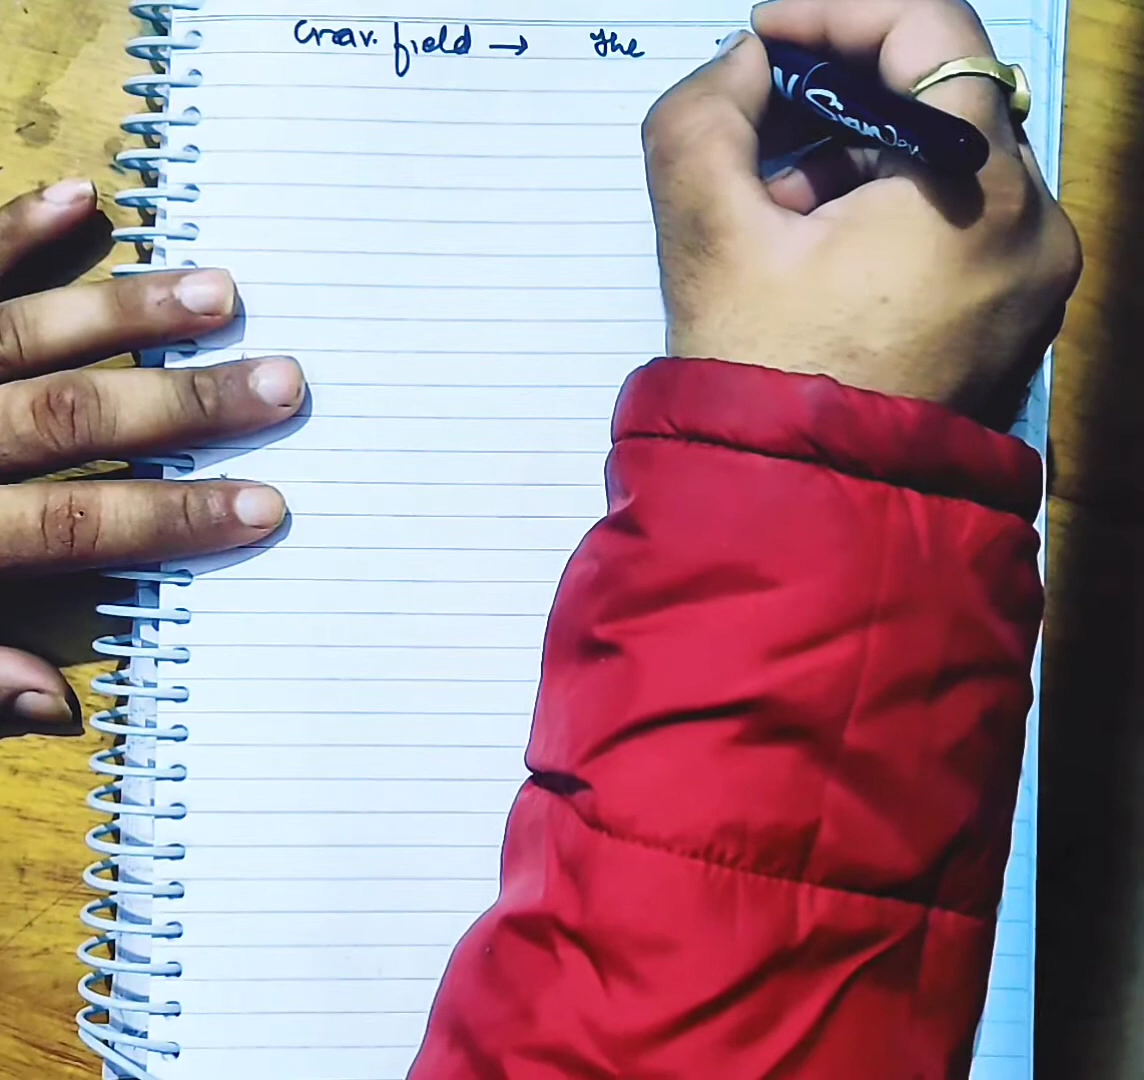 Grav. field → the